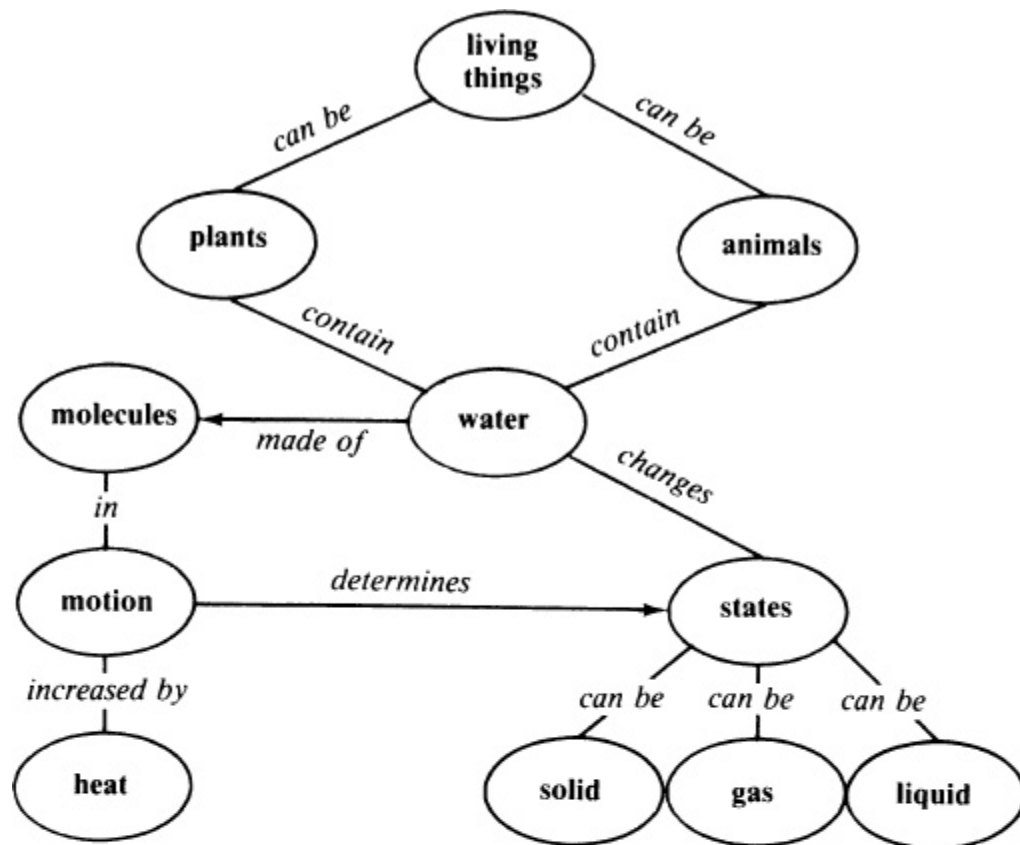 living
things
can be
can be
plants
animals
contain
contain
molecules
water
made of
changes
in
motion
determines
states
increased by
can be
can be
can be
heat
solid
gas
liquid